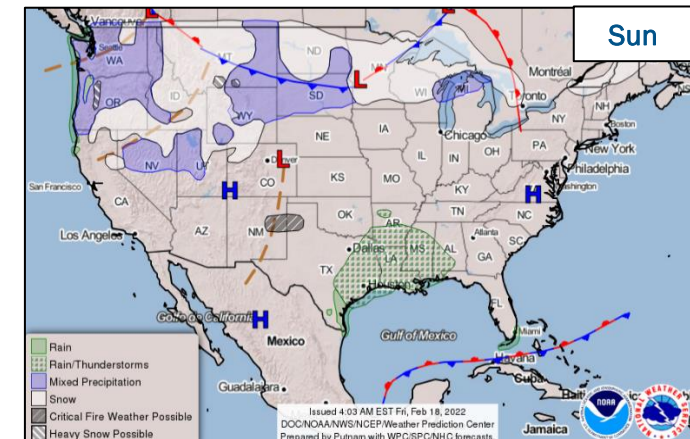 Sun
L
L
Vancouver
Seattle
WA
MT
ND
MN
L
Montréal
OR
ID
WY
SD
WI
MI
Toronto
NH
NY
Boston
NE
IA
Chicago
PA
New York
Philadelphia
NV
UT
L
Denver
CO
KS
MO
IL
IN
OH
Washington
San Francisco
CA
H
KY
H
Los Angeles
AZ
NM
OK
AR
TN
NC
Atlanta
SC
Dallas
TX
LA
MS
AL
GA
Houston
FL
Golfo de California
H
Mexico
Gulf of Mexico
Miami
Havana
Cuba
Guadalajara
Jamaica
Rain
Rain/Thunderstorms
Mixed Precipitation
Snow
Critical Fire Weather Possible
Heavy Snow Possible
Issued 4:03 AM EST Fri, Feb 18, 2022
DOC/NOAA/NWS/NCEP/Weather Prediction Center
Prepared by Putnam with WPC/SPC/NHC forecasts
NOAA